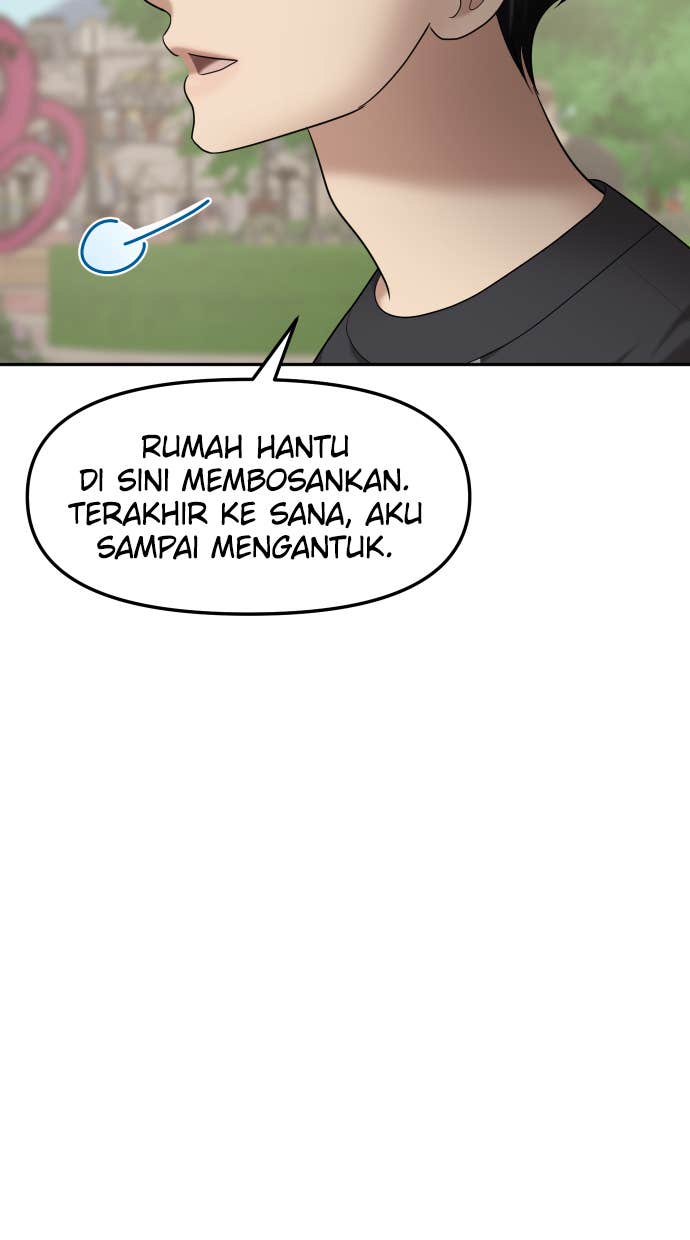 RUMAH HANTU
DI SINI MEMBOSANKAN.
TERAKHIR KE SANA, AKU
SAMPAI MENGANTUK.